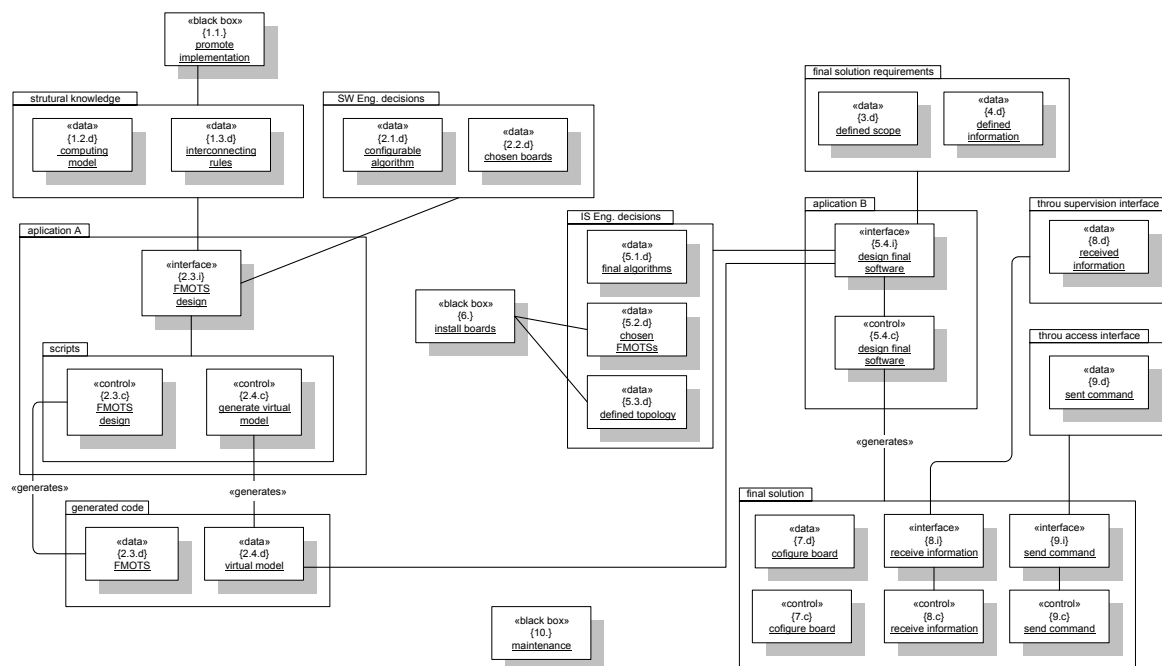 «black box»
{1.1.}
promote
implementation
strutural knowledge
«data»
{1.2.d}
computing
model
«data»
{1.3.d}
interconnecting
rules
SW Eng. decisions
«data»
{2.1.d}
configurable
algorithm
«data»
{2.2.d}
chosen boards
final solution requirements
«data»
{3.d}
defined scope
«data»
{4.d}
defined
information
aplication A
«interface»
{2.3.i}
FMOTS
design
scripts
«control»
{2.3.c}
FMOTS
design
«control»
{2.4.c}
generate virtual
model
«generates»
«generates»
generated code
«data»
{2.3.d}
FMOTS
«data»
{2.4.d}
virtual model
«black box»
{6.}
install boards
IS Eng. decisions
«data»
{5.1.d}
final algorithms
«data»
{5.2.d}
chosen
FMOTSs
«data»
{5.3.d}
defined topology
aplication B
«interface»
{5.4.i}
design final
software
«control»
{5.4.c}
design final
software
«generates»
throu supervision interface
«data»
{8.d}
received
information
throu access interface
«data»
{9.d}
sent command
final solution
«data»
{7.d}
cofigure board
«interface»
{8.i}
receive information
«interface»
{9.i}
send command
«control»
{7.c}
cofigure board
«control»
{8.c}
receive information
«control»
{9.c}
send command
«black box»
{10.}
maintenance